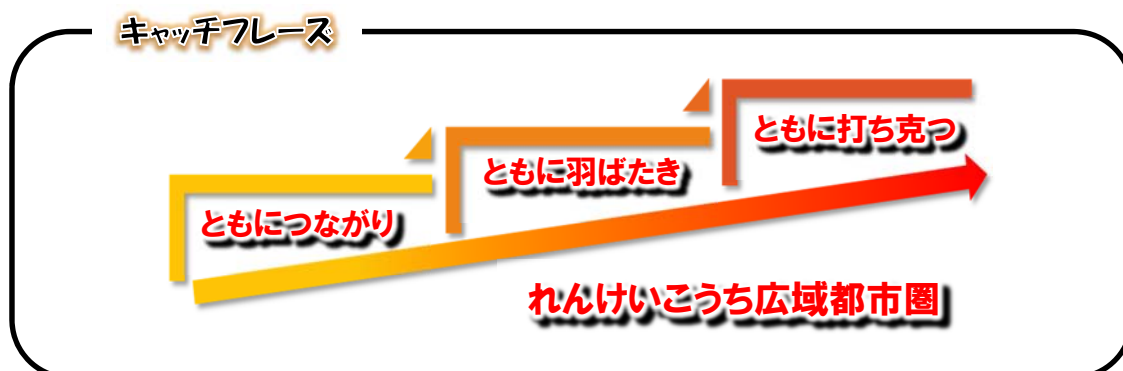 キャッチフレーズ
ともにつながり
ともに羽ばたき
ともに打ち克つ
れんけいこうち広域都市圏